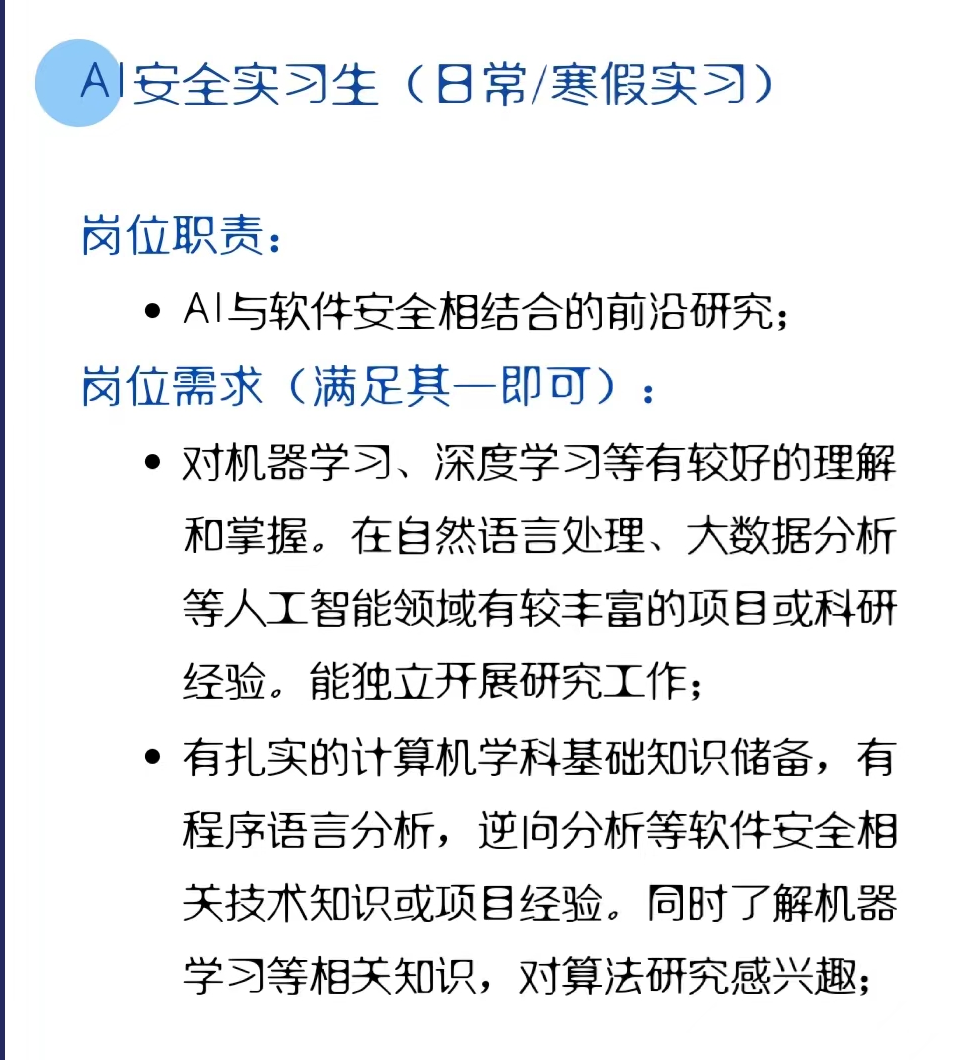 AI安全实习生（日常/寒假实习）
岗位职责：
• AI与软件安全相结合的前沿研究；
岗位需求（满足其一即可）：
• 对机器学习、深度学习等有较好的理解
和掌握。在自然语言处理、大数据分析
等人工智能领域有较丰富的项目或科研
经验。能独立开展研究工作；
• 有扎实的计算机学科基础知识储备，有
程序语言分析，逆向分析等软件安全相
关技术知识或项目经验。同时了解机器
学习等相关知识，对算法研究感兴趣；